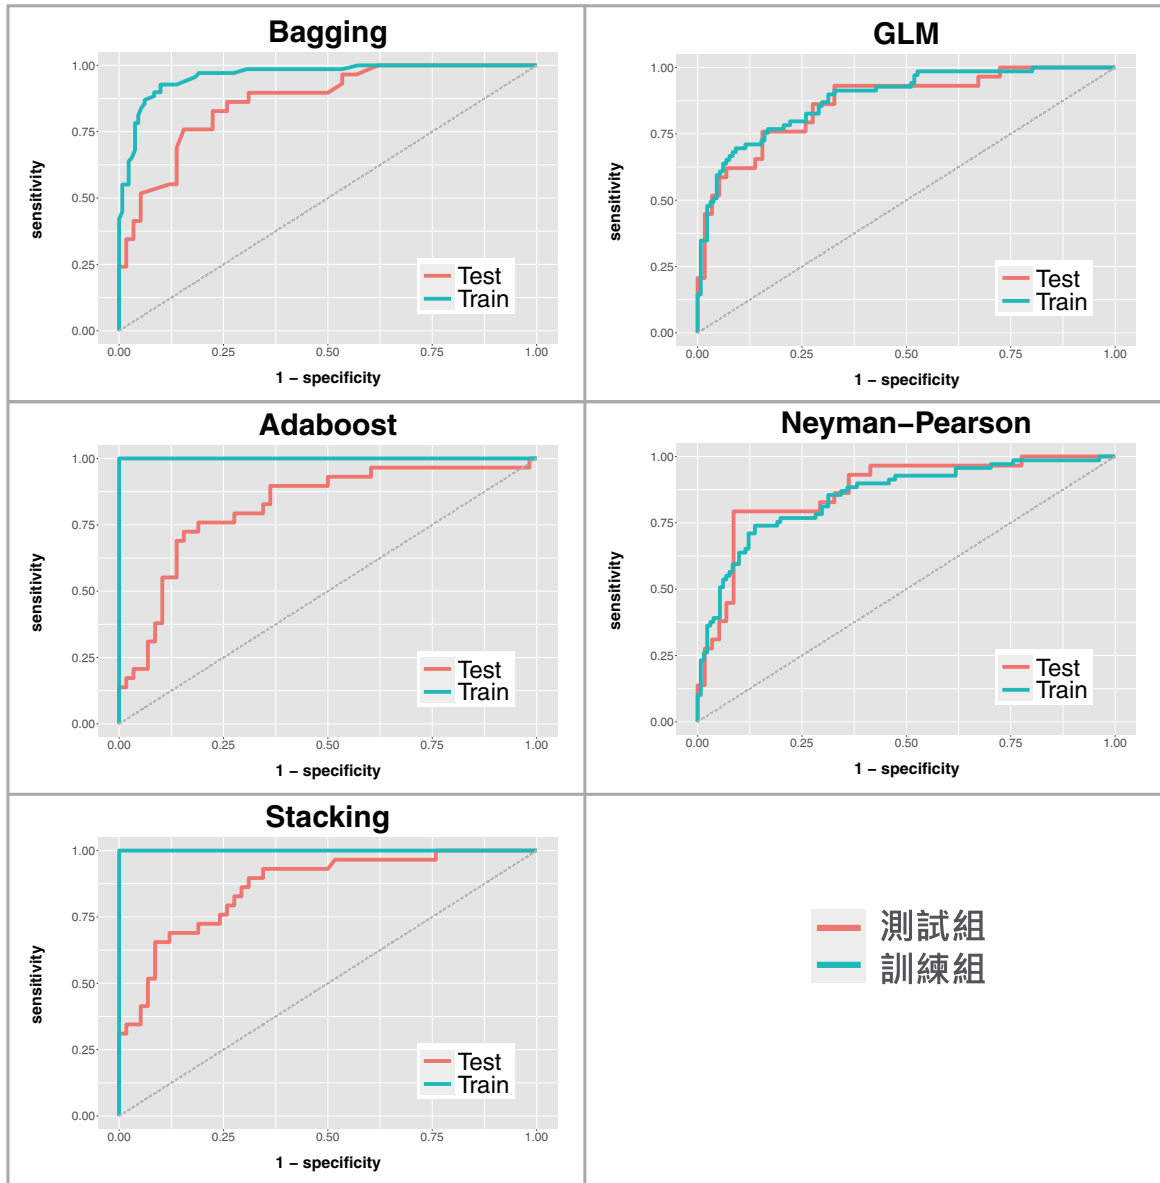 Bagging
1.00
0.75
0.50
0.25
0.00
sensitivity
Test
Train
0.00 0.25 0.50 0.75 1.00
1 − specificity
GLM
1.00
0.75
0.50
0.25
0.00
sensitivity
Test
Train
0.00 0.25 0.50 0.75 1.00
1 − specificity
Adaboost
1.00
0.75
0.50
0.25
0.00
sensitivity
Test
Train
0.00 0.25 0.50 0.75 1.00
1 − specificity
Neyman−Pearson
1.00
0.75
0.50
0.25
0.00
sensitivity
Test
Train
0.00 0.25 0.50 0.75 1.00
1 − specificity
Stacking
1.00
0.75
0.50
0.25
0.00
sensitivity
Test
Train
0.00 0.25 0.50 0.75 1.00
1 − specificity
測試組
訓練組